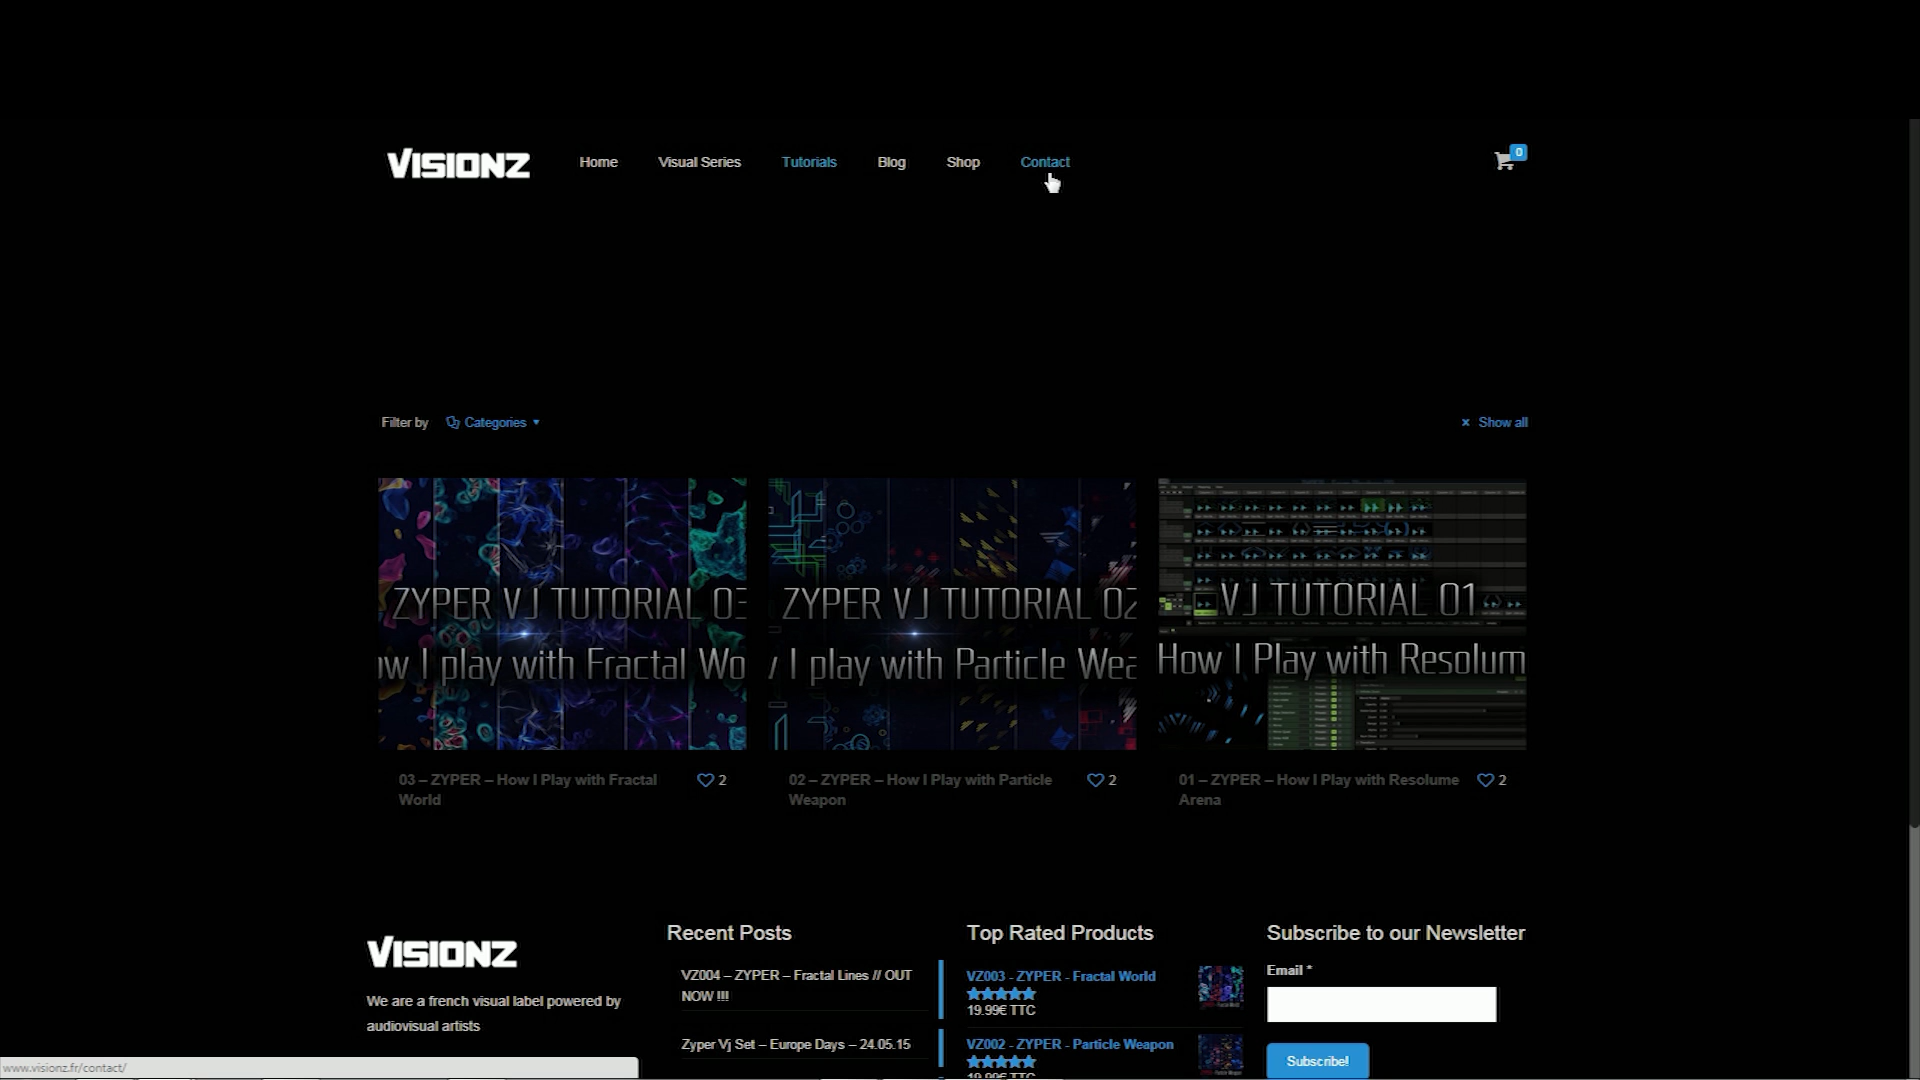 VISIONZ
Home
Visual Series
Tutorials
Blog
Shop
Contact
0
Filter by
Categories
Show all
ZYPER VJ TUTORIAL 03
ow I play with Fractal Wo
ZYPER VJ TUTORIAL 02
I play with Particle Wea
VJ TUTORIAL 01
How I Play with Resolum
03 – ZYPER – How I Play with Fractal
World
2
02 – ZYPER – How I Play with Particle
Weapon
2
01 – ZYPER – How I Play with Resolume
Arena
2
VISIONZ
We are a french visual label powered by
audiovisual artists
Recent Posts
VZ004 – ZYPER – Fractal Lines // OUT
NOW !!!
Zyper Vj Set – Europe Days – 24.05.15
Top Rated Products
VZ003 - ZYPER - Fractal World
19.99€ TTC
VZ002 - ZYPER - Particle Weapon
19.99€ TTC
Subscribe to our Newsletter
Email *
Subscribe!
www.visionz.fr/contact/